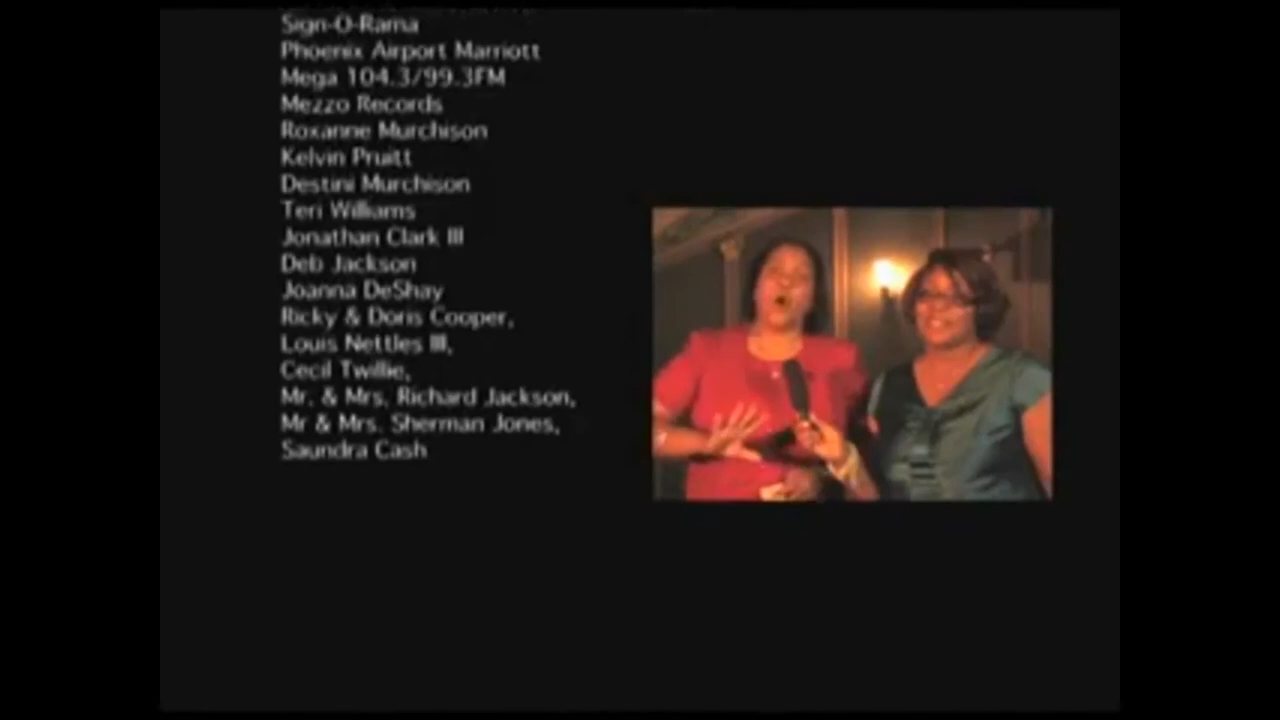 Sign-O-Rama
Phoenix Airport Marriott
Mega 104.3/99.3FM
Mezzo Records
Roxanne Murchison
Kelvin Pruitt
Destini Murchison
Teri Williams
Jonathan Clark III
Deb Jackson
Joanna DeShay
Ricky & Doris Cooper,
Louis Nettles III,
Cecil Twillie,
Mr. & Mrs. Richard Jackson,
Mr & Mrs. Sherman Jones,
Saundra Cash